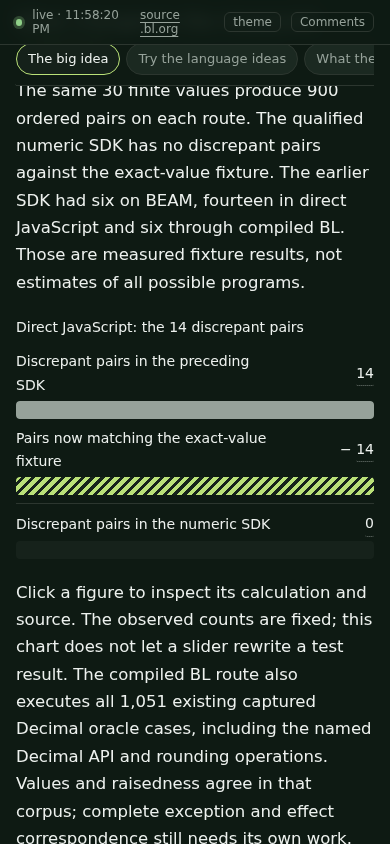 live · 11:58:20 PM
source .bl.org
theme
Comments
The big idea
Try the language ideas
What the
The same 30 finite values produce 900
ordered pairs on each route. The qualified
numeric SDK has no discrepant pairs
against the exact-value fixture. The earlier
SDK had six on BEAM, fourteen in direct
JavaScript and six through compiled BL.
Those are measured fixture results, not
estimates of all possible programs.
Direct JavaScript: the 14 discrepant pairs
Discrepant pairs in the preceding
SDK
14
Pairs now matching the exact-value
fixture
− 14
Discrepant pairs in the numeric SDK
0
Click a figure to inspect its calculation and
source. The observed counts are fixed; this
chart does not let a slider rewrite a test
result. The compiled BL route also
executes all 1,051 existing captured
Decimal oracle cases, including the named
Decimal API and rounding operations.
Values and raisedness agree in that
corpus; complete exception and effect
correspondence still needs its own work.